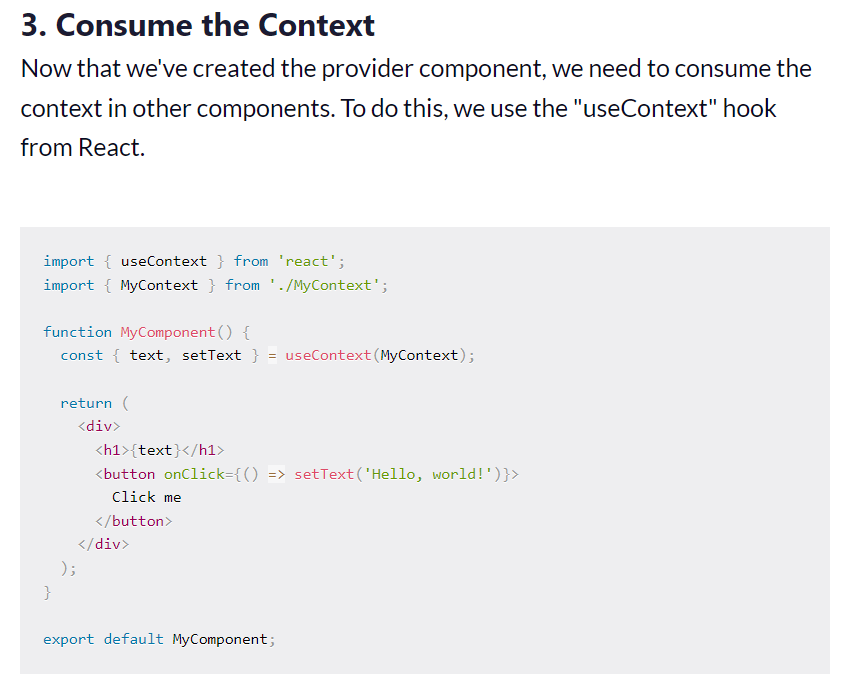 3. Consume the Context
Now that we've created the provider component, we need to consume the
context in other components. To do this, we use the "useContext" hook
from React.
import { useContext } from 'react';
import { MyContext } from './MyContext';
function MyComponent() {
  const { text, setText } = useContext(MyContext);
  return (
    <div>
      <h1>{text}</h1>
      <button onClick={() => setText('Hello, world!')}>
        Click me
      </button>
    </div>
  );
}
export default MyComponent;